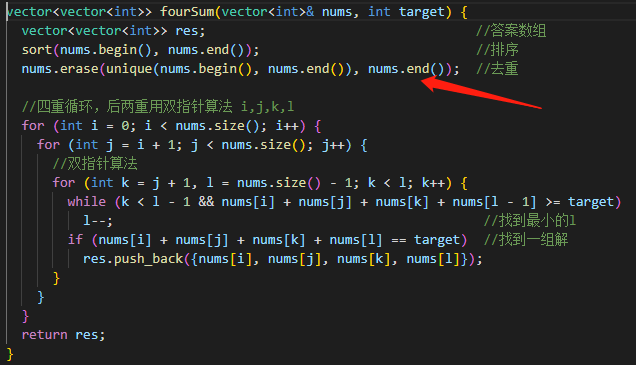 vector<vector<int>> fourSum(vector<int>& nums, int target) {
  vector<vector<int>> res; //答案数组
  sort(nums.begin(), nums.end()); //排序
  nums.erase(unique(nums.begin(), nums.end()), nums.end()); //去重
  //四重循环，后两重用双指针算法 i,j,k,l
  for (int i = 0; i < nums.size(); i++) {
    for (int j = i + 1; j < nums.size(); j++) {
      //双指针算法
      for (int k = j + 1, l = nums.size() - 1; k < l; k++) {
        while (k < l - 1 && nums[i] + nums[j] + nums[k] + nums[l - 1] >= target)
          l--; //找到最小的l
        if (nums[i] + nums[j] + nums[k] + nums[l] == target) //找到一组解
          res.push_back({nums[i], nums[j], nums[k], nums[l]});
      }
    }
  }
  return res;
}